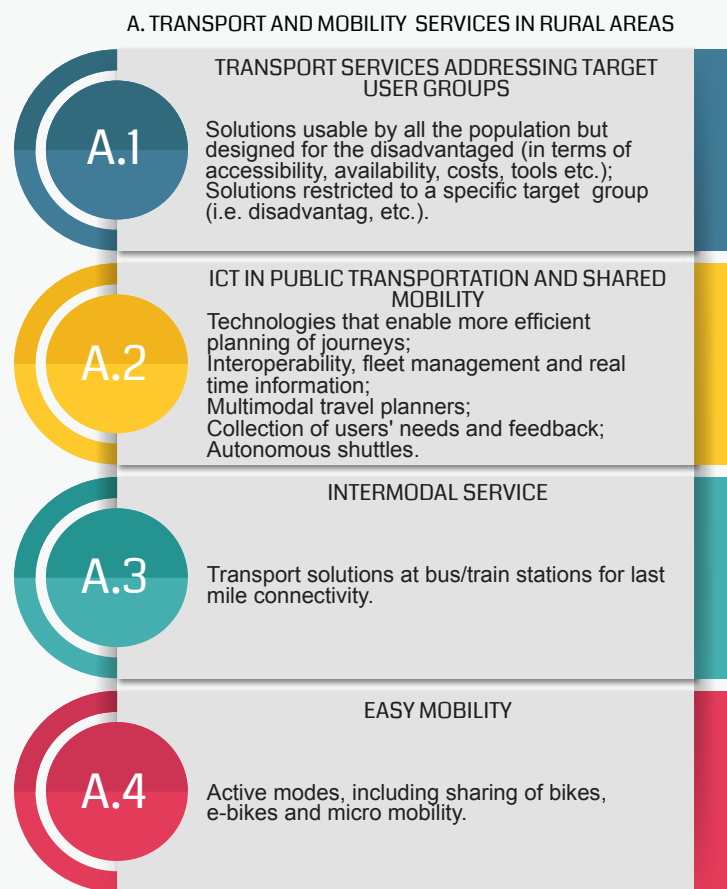 A. TRANSPORT AND MOBILITY SERVICES IN RURAL AREAS
A.1
TRANSPORT SERVICES ADDRESSING TARGET
USER GROUPS
Solutions usable by all the population but
designed for the disadvantaged (in terms of
accessibility, availability, costs, tools etc.);
Solutions restricted to a specific target group
(i.e. disadvantag, etc.).
A.2
ICT IN PUBLIC TRANSPORTATION AND SHARED
MOBILITY
Technologies that enable more efficient
planning of journeys;
Interoperability, fleet management and real
time information;
Multimodal travel planners;
Collection of users' needs and feedback;
Autonomous shuttles.
A.3
INTERMODAL SERVICE
Transport solutions at bus/train stations for last
mile connectivity.
A.4
EASY MOBILITY
Active modes, including sharing of bikes,
e-bikes and micro mobility.